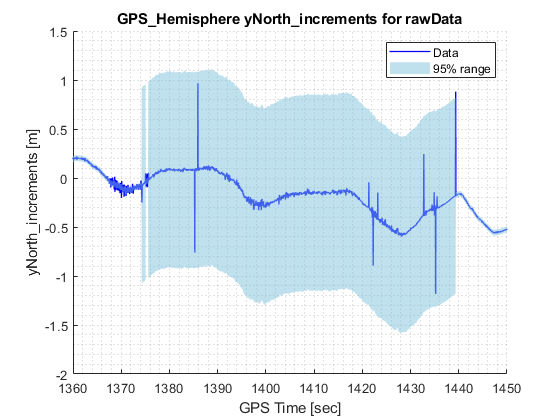 GPS_Hemisphere yNorth_increments for rawData
Data
95% range
yNorth_increments [m]
1.5
1
0.5
0
-0.5
-1
-1.5
-2
1360 1370 1380 1390 1400 1410 1420 1430 1440 1450
GPS Time [sec]